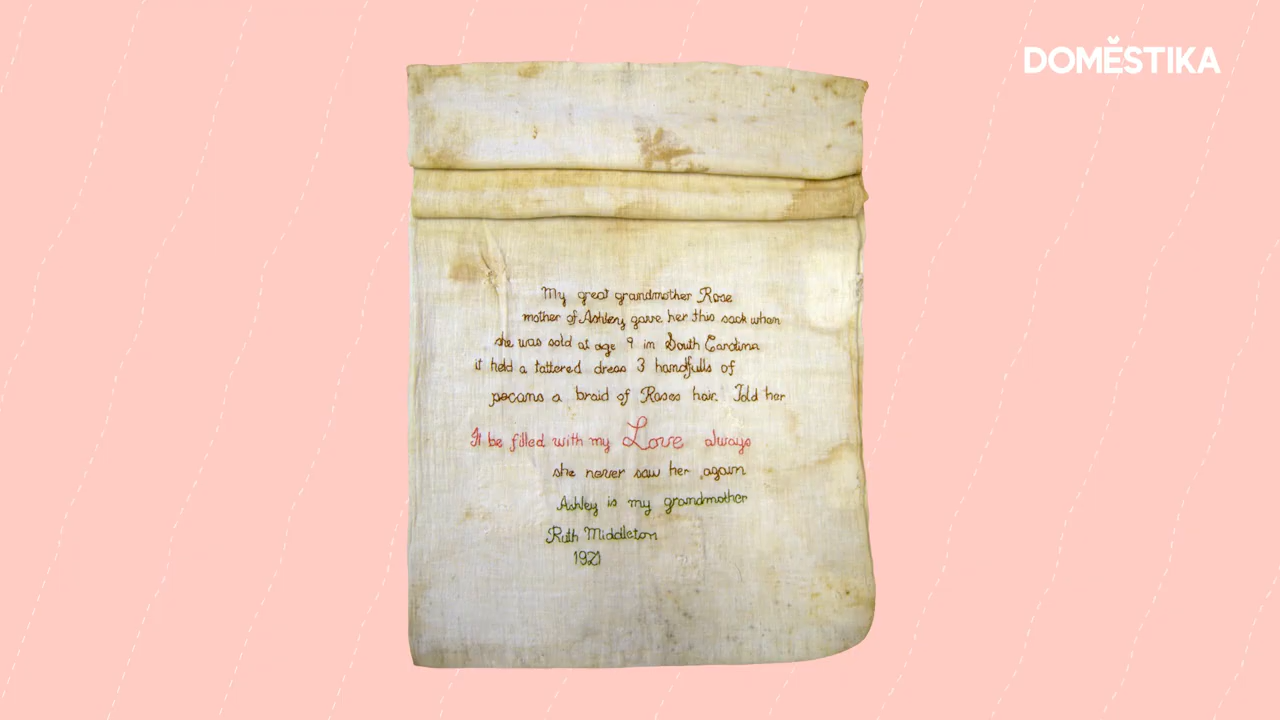 DOMĚSTIKA
My great grandmother Rose
mother of Ashley gave her this sack when
she was sold at age 9 in South Carolina
it held a tattered dress 3 handfulls of
pecans a braid of Roses hair. Told her
It be filled with my Love always
she never saw her again
Ashley is my grandmother
Ruth Middleton
1921